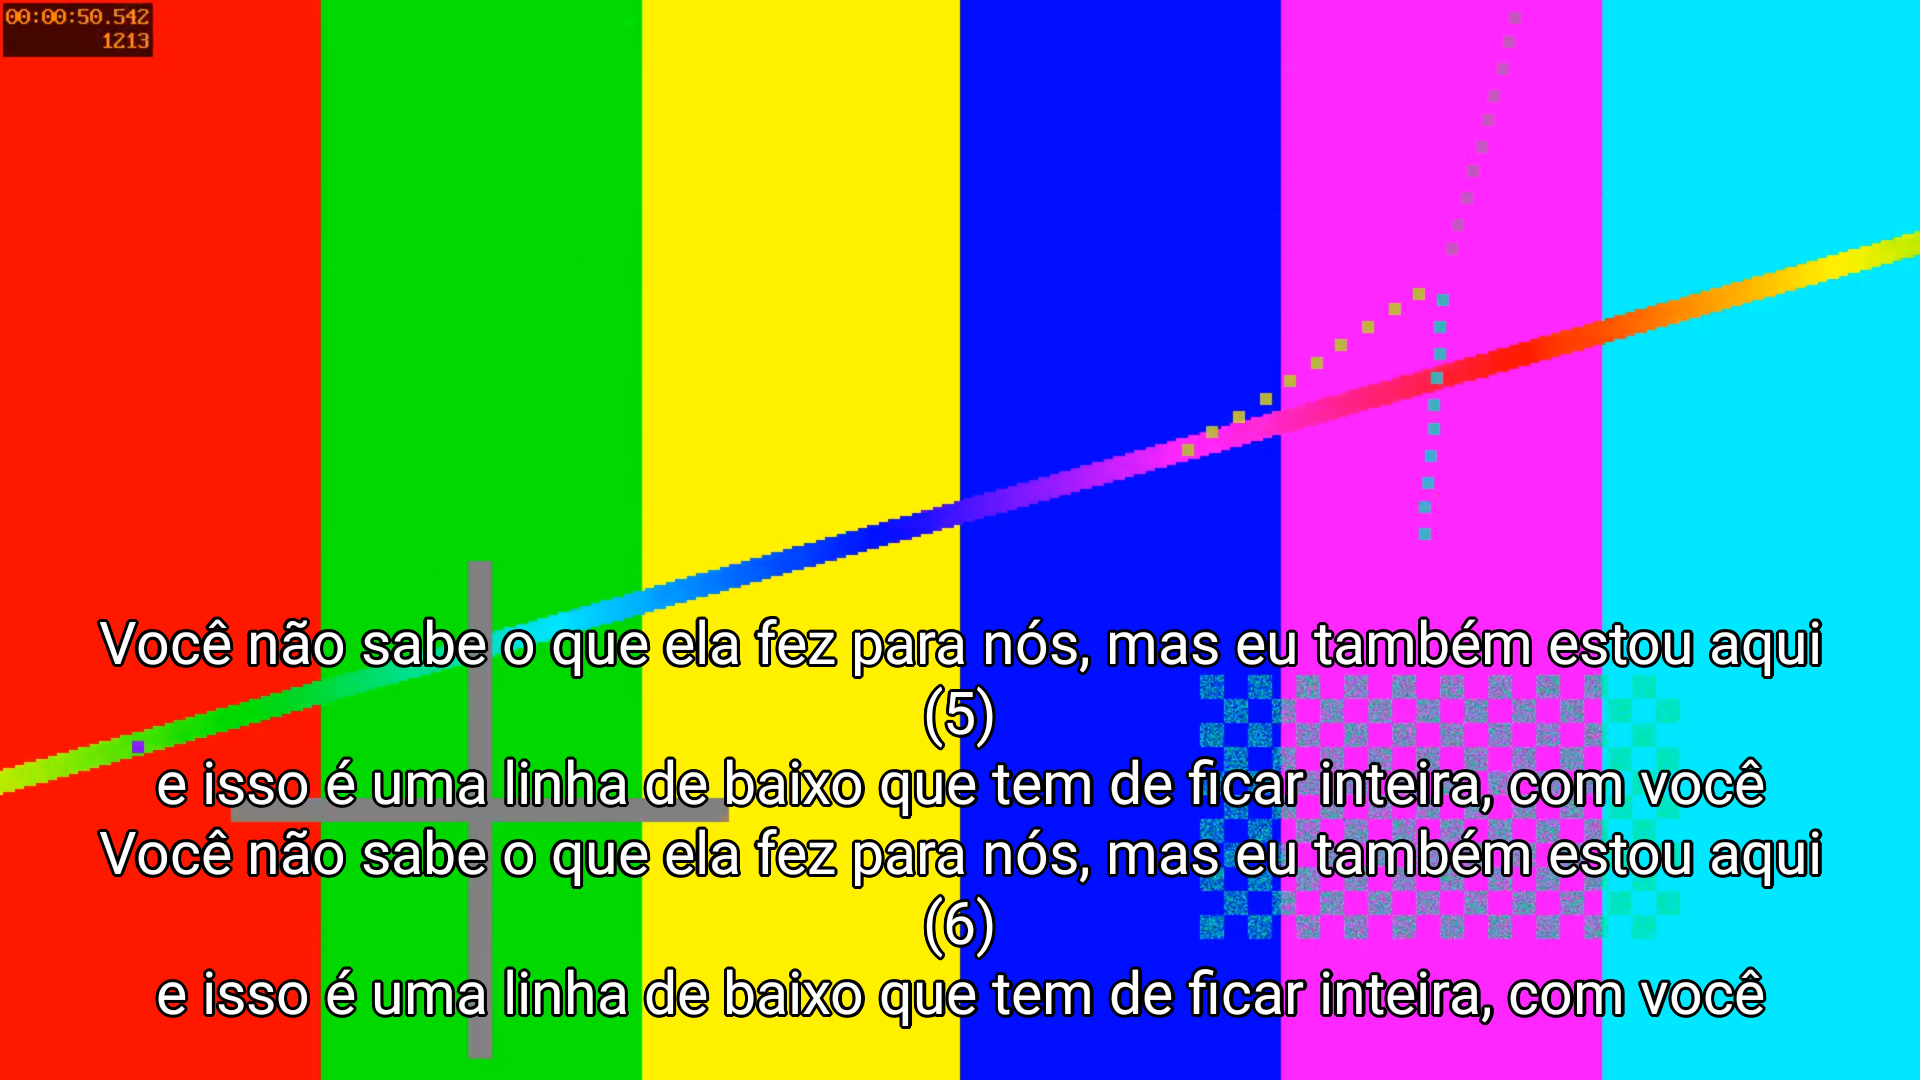 00:00:50.542
1213
Você não sabe o que ela fez para nós, mas eu também estou aqui
(5)
e isso é uma linha de baixo que tem de ficar inteira, com você
Você não sabe o que ela fez para nós, mas eu também estou aqui
(6)
e isso é uma linha de baixo que tem de ficar inteira, com você